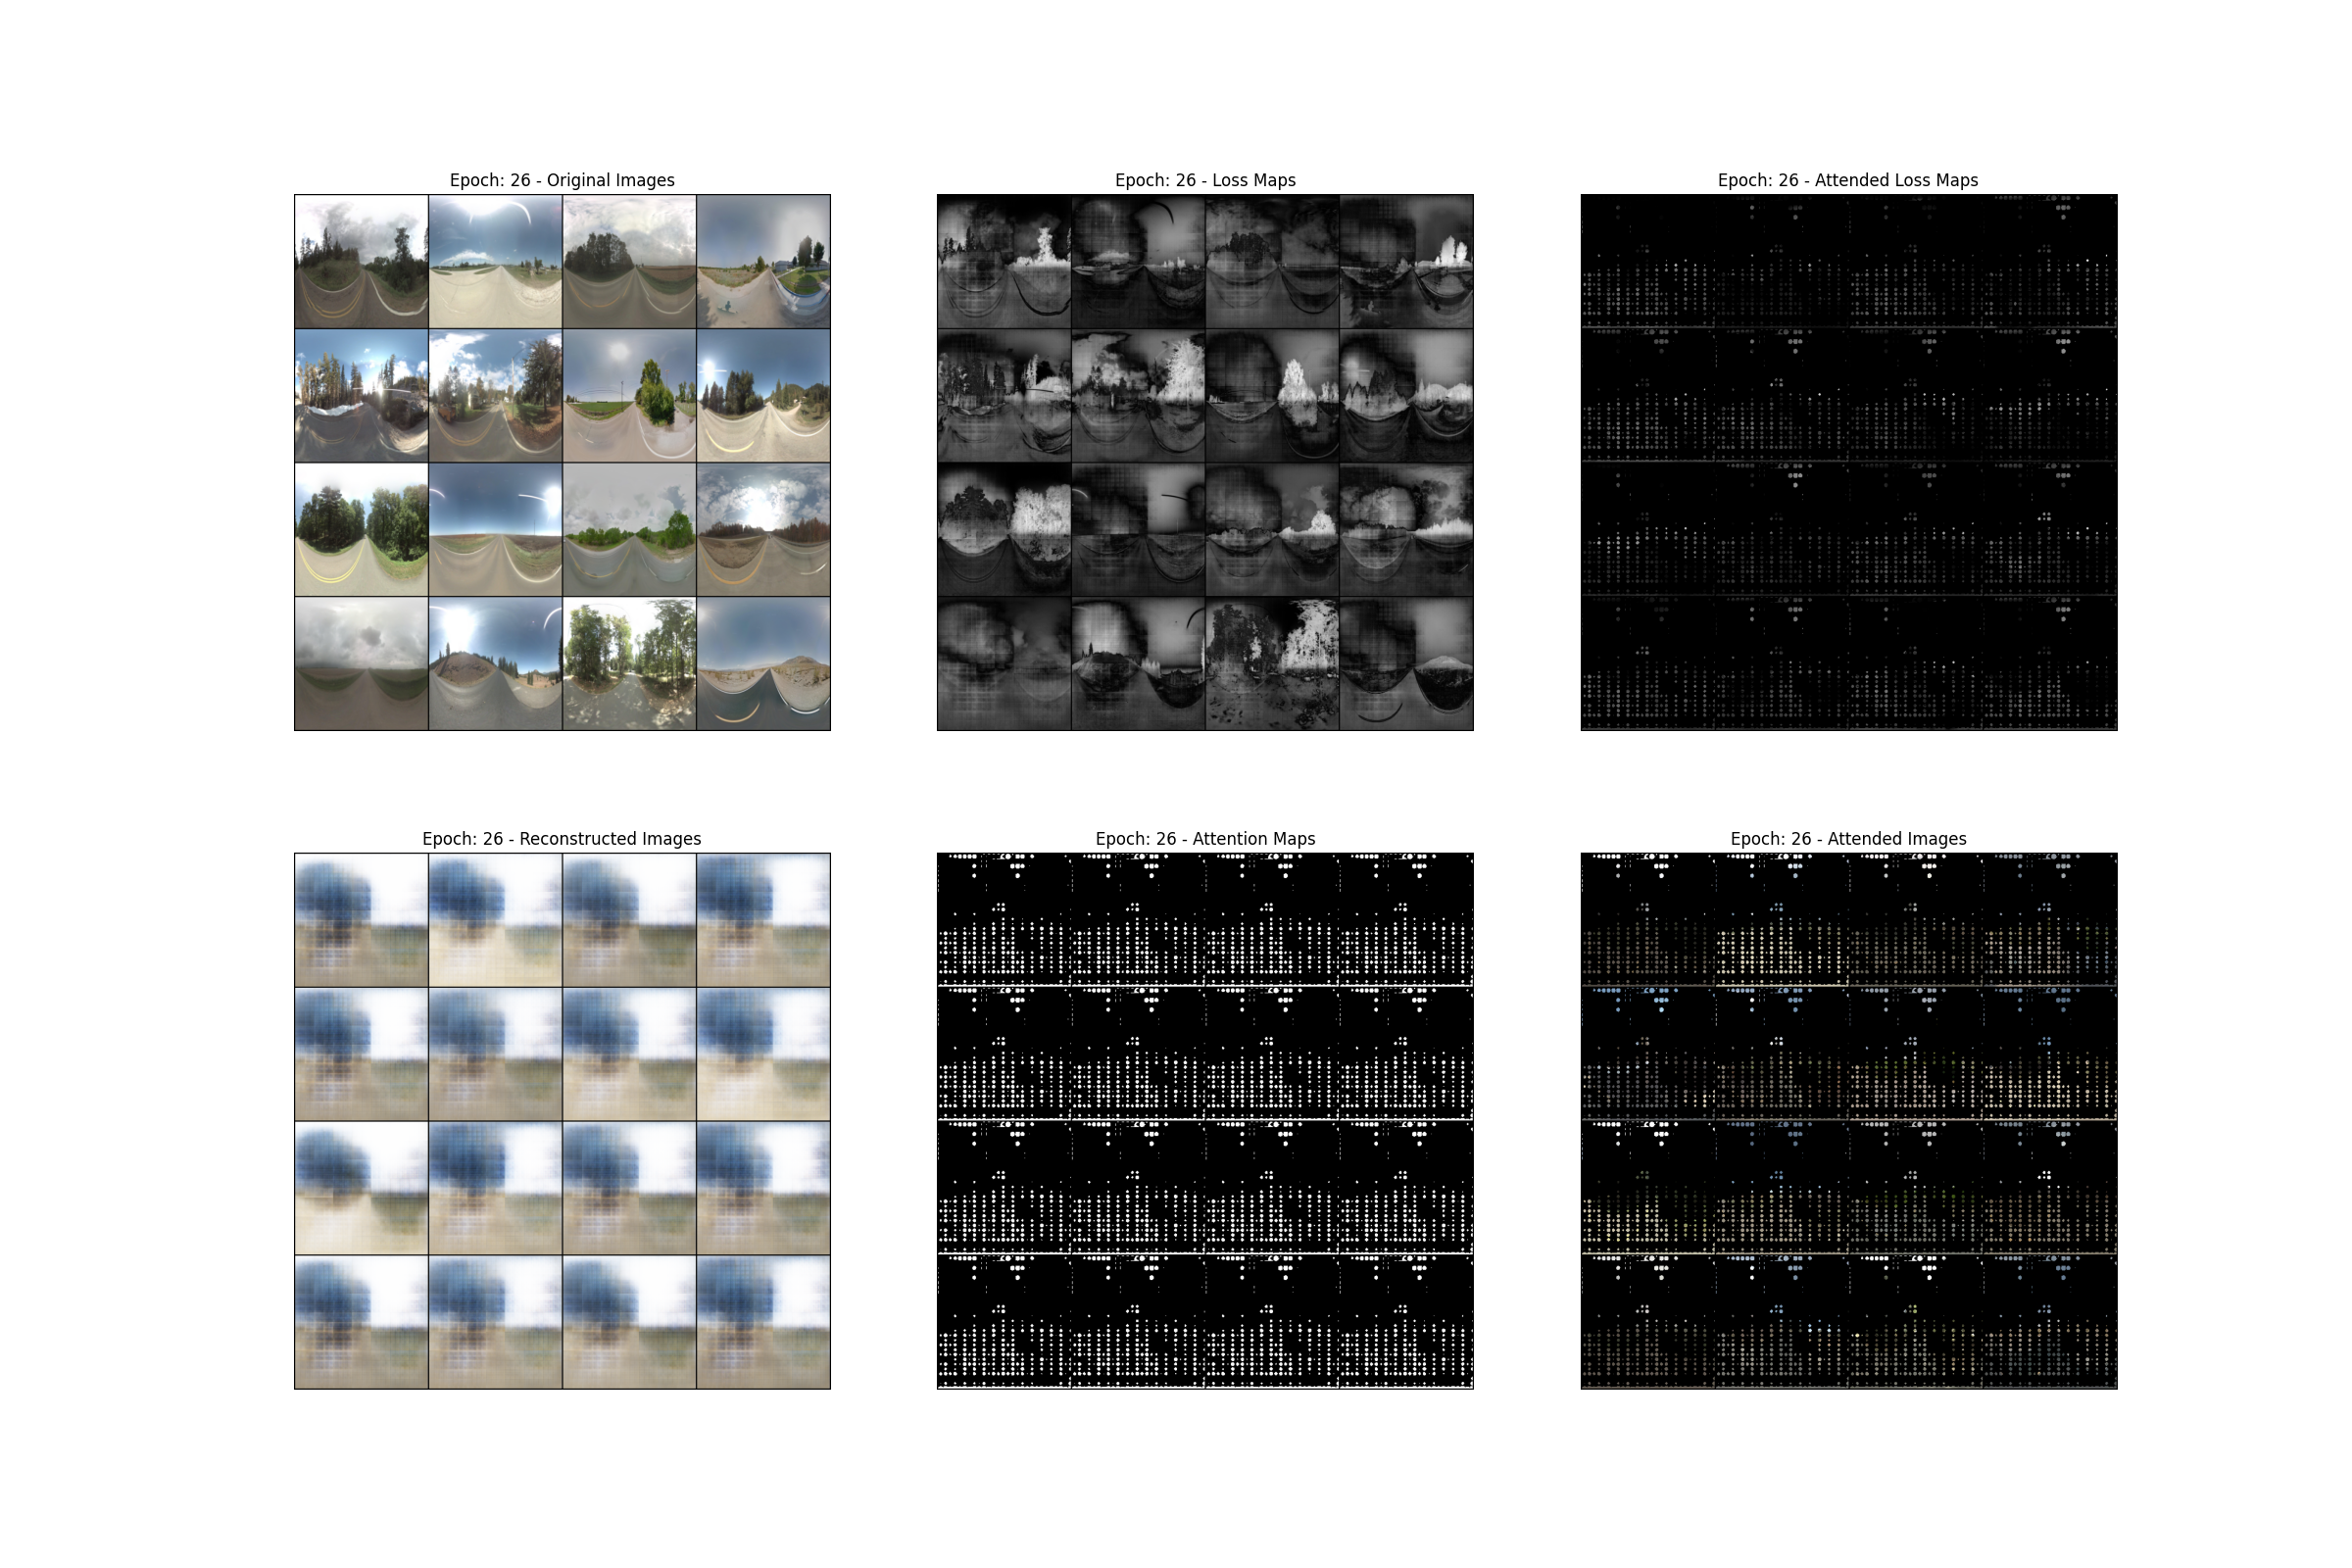 Epoch: 26 - Original Images
Epoch: 26 - Loss Maps
Epoch: 26 - Attended Loss Maps
Epoch: 26 - Reconstructed Images
Epoch: 26 - Attention Maps
Epoch: 26 - Attended Images